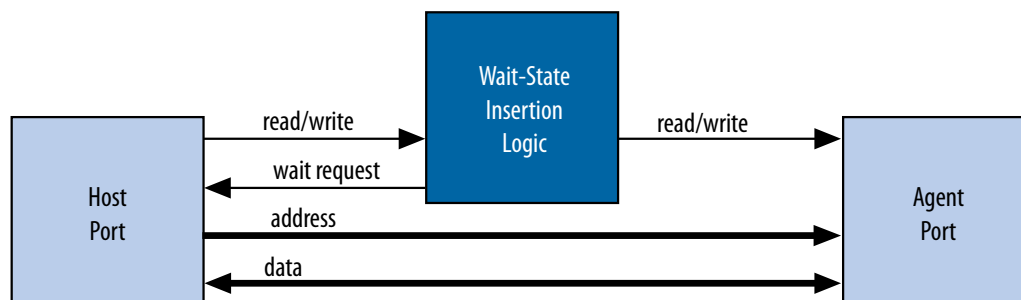 Wait-State
Insertion
Logic
read/write
read/write
wait request
Host
Port
Agent
Port
address
data